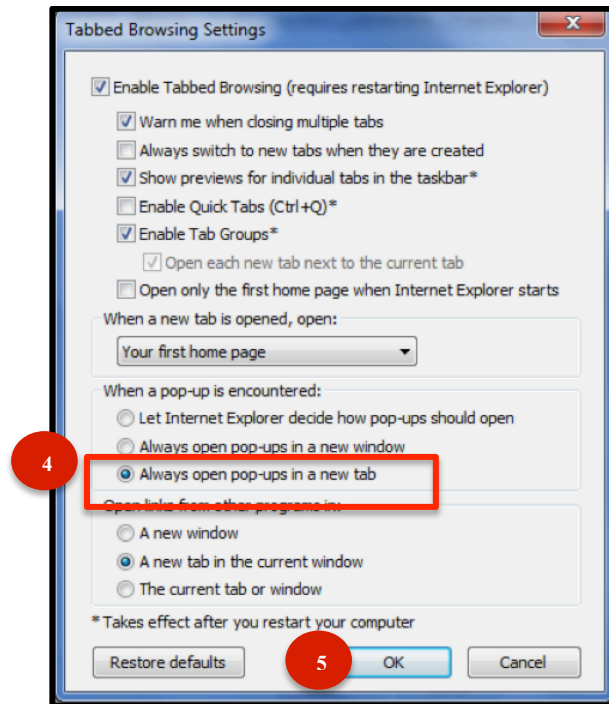 Tabbed Browsing Settings
Enable Tabbed Browsing (requires restarting Internet Explorer)
Warn me when closing multiple tabs
Always switch to new tabs when they are created
Show previews for individual tabs in the taskbar*
Enable Quick Tabs (Ctrl+Q)*
Enable Tab Groups*
Open each new tab next to the current tab
Open only the first home page when Internet Explorer starts
When a new tab is opened, open:
Your first home page
When a pop-up is encountered:
Let Internet Explorer decide how pop-ups should open
Always open pop-ups in a new window
4
Always open pop-ups in a new tab
Open links from other programs in:
A new window
A new tab in the current window
The current tab or window
*Takes effect after you restart your computer
Restore defaults
5
OK
Cancel